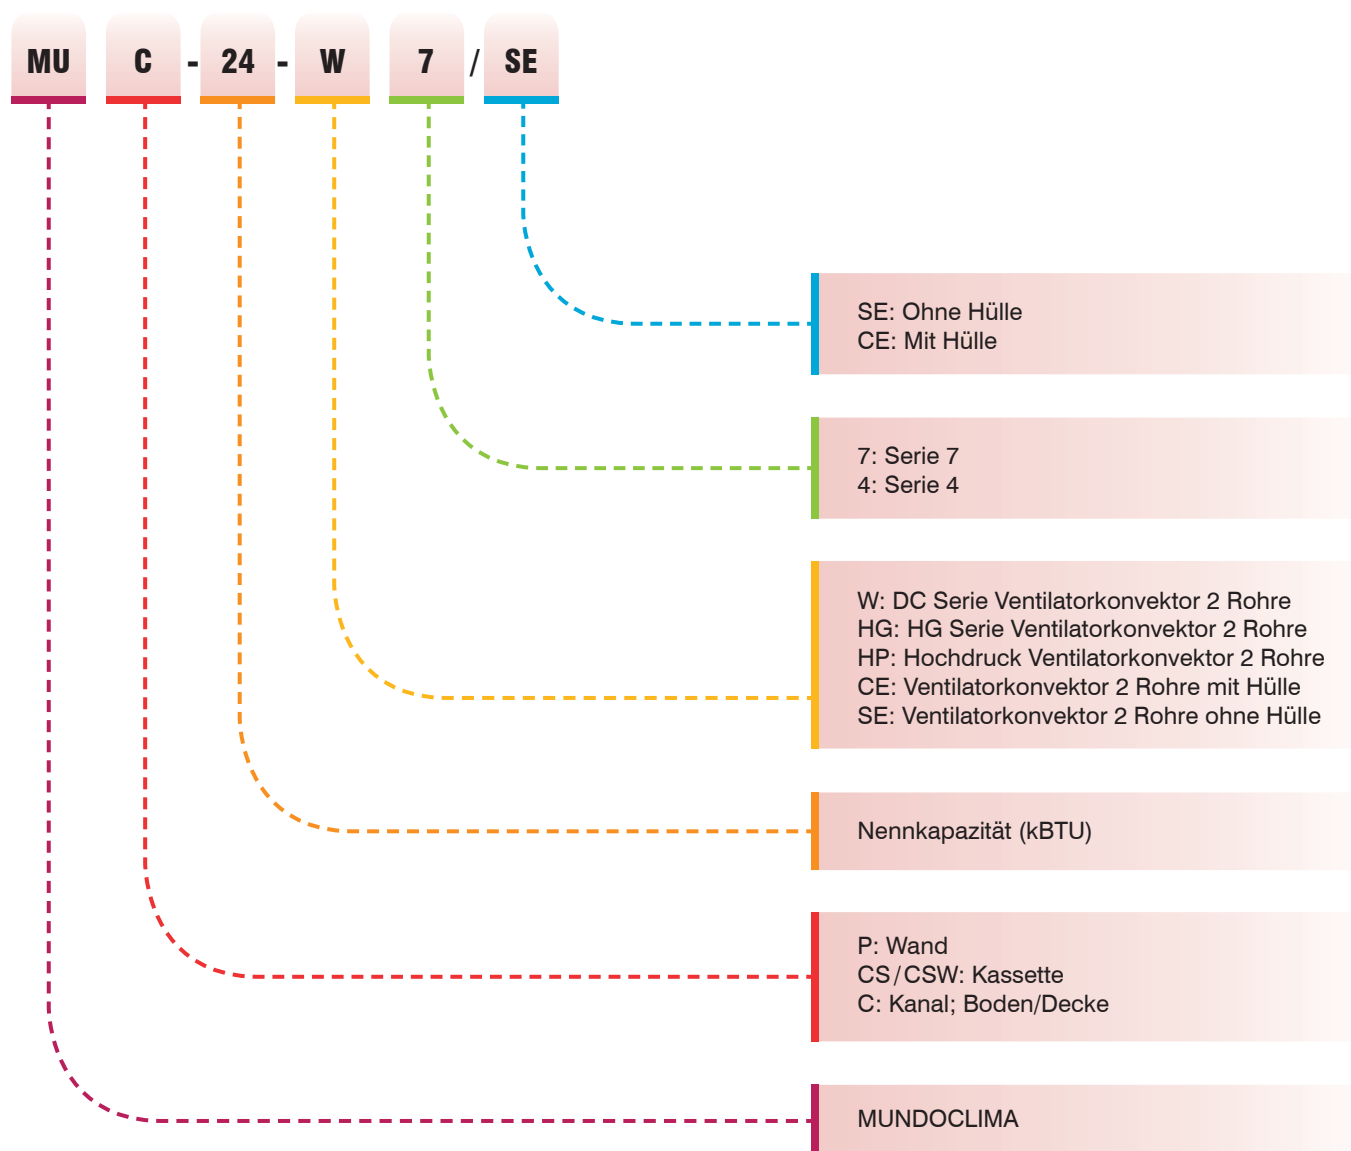 MU C - 24 - W 7 / SE
SE: Ohne Hülle
CE: Mit Hülle
7: Serie 7
4: Serie 4
W: DC Serie Ventilatorkonvektor 2 Rohre
HG: HG Serie Ventilatorkonvektor 2 Rohre
HP: Hochdruck Ventilatorkonvektor 2 Rohre
CE: Ventilatorkonvektor 2 Rohre mit Hülle
SE: Ventilatorkonvektor 2 Rohre ohne Hülle
Nennkapazität (kBTU)
P: Wand
CS/CSW: Kassette
C: Kanal; Boden/Decke
MUNDOCLIMA